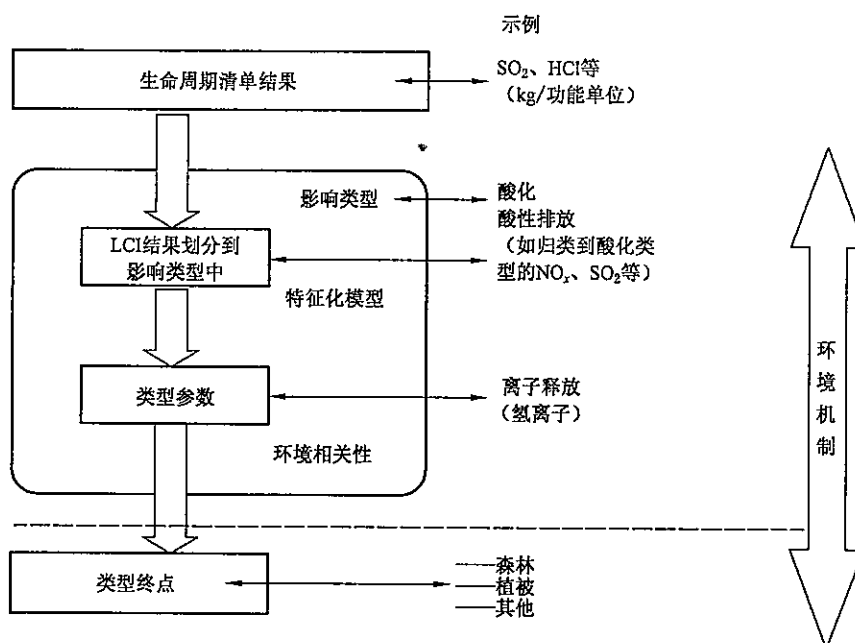 示例
生命周期清单结果
SO₂、HCl等
（kg/功能单位）
影响类型
酸化
酸性排放
（如归类到酸化类
型的NOₓ、SO₂等）
LCI结果划分到
影响类型中
特征化模型
类型参数
离子释放
（氢离子）
环境相关性
类型终点
森林
植被
其他
环境机制